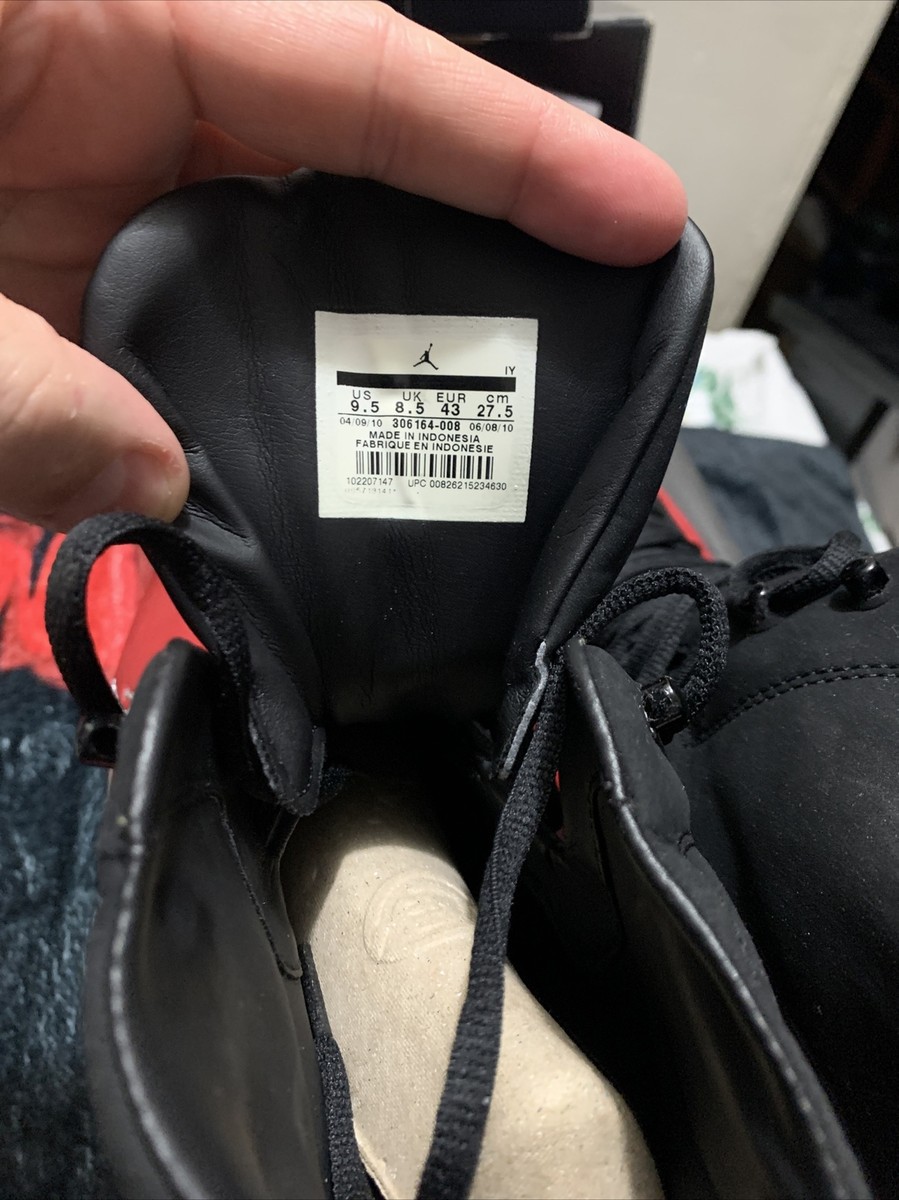 IY
US UK EUR cm
9.5 8.5 43 27.5
04/09/10 306164-008 06/08/10
MADE IN INDONESIA
FABRIQUE EN INDONESIE
102207147 UPC 00826215234630